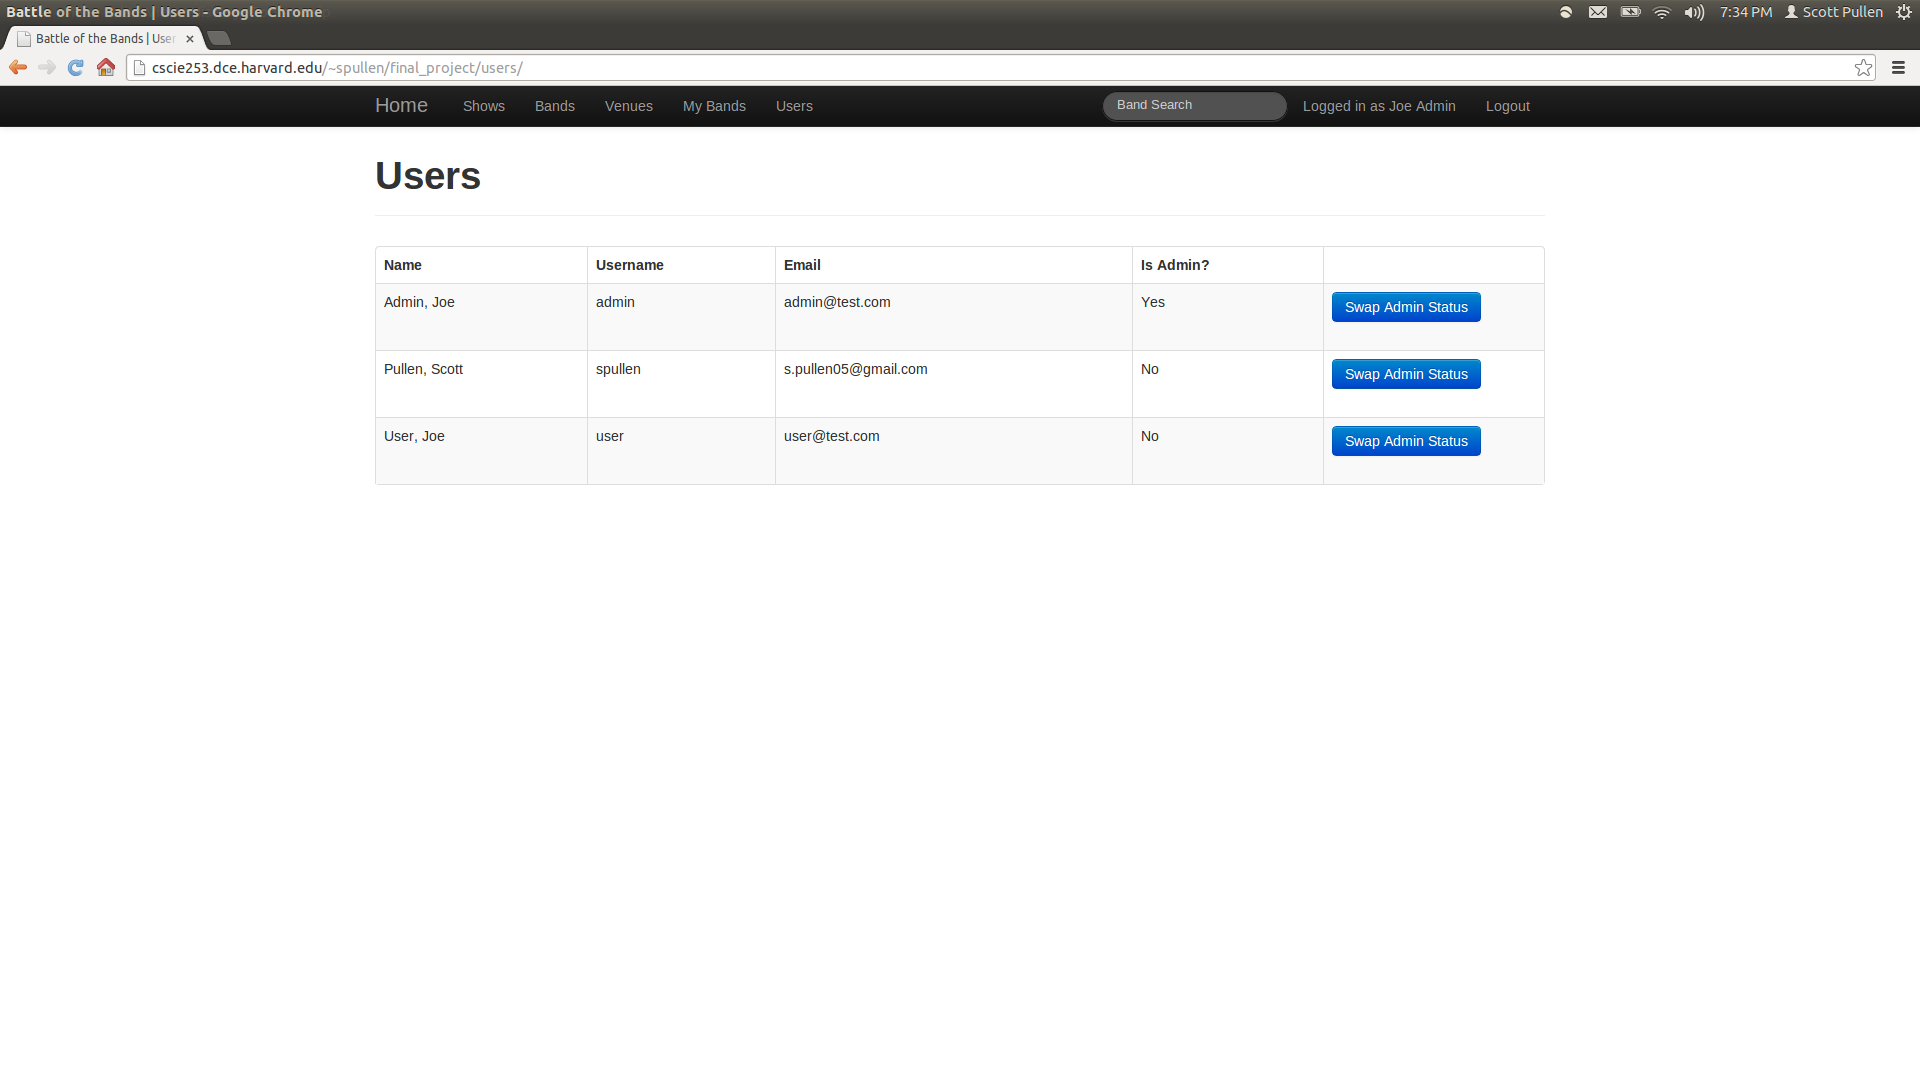 Battle of the Bands | Users - Google Chrome
7:34 PM Scott Pullen
Battle of the Bands | User
cscie253.dce.harvard.edu/~spullen/final_project/users/
Home Shows Bands Venues My Bands Users Band Search Logged in as Joe Admin Logout
Users
Name Username Email Is Admin?
Admin, Joe admin admin@test.com Yes Swap Admin Status
Pullen, Scott spullen s.pullen05@gmail.com No Swap Admin Status
User, Joe user user@test.com No Swap Admin Status